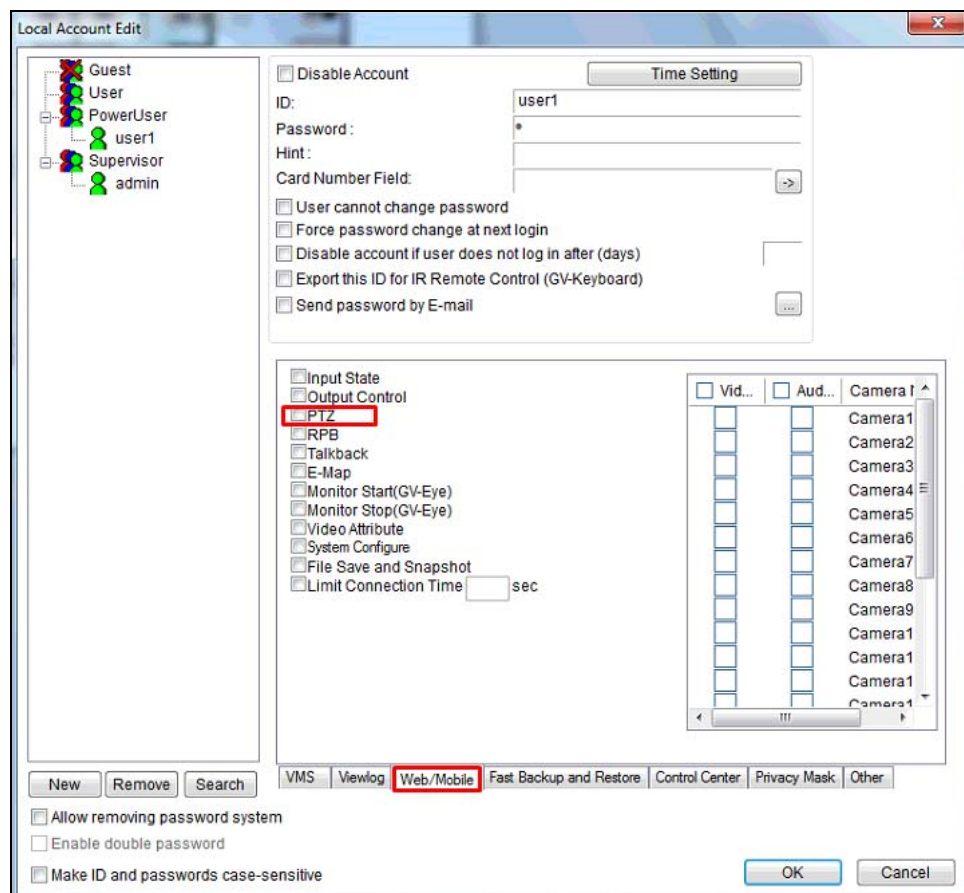 Local Account Edit
Guest
User
PowerUser
user1
Supervisor
admin
Disable Account
Time Setting
ID:
user1
Password :
Hint :
Card Number Field:
->
User cannot change password
Force password change at next login
Disable account if user does not log in after (days)
Export this ID for IR Remote Control (GV-Keyboard)
Send password by E-mail
...
Input State
Output Control
PTZ
RPB
Talkback
E-Map
Monitor Start(GV-Eye)
Monitor Stop(GV-Eye)
Video Attribute
System Configure
File Save and Snapshot
Limit Connection Time sec
Vid... Aud... Camera
Camera1
Camera2
Camera3
Camera4
Camera5
Camera6
Camera7
Camera8
Camera9
Camera1
Camera1
Camera1
Camera1
VMS Viewlog Web/Mobile Fast Backup and Restore Control Center Privacy Mask Other
New Remove Search
Allow removing password system
Enable double password
Make ID and passwords case-sensitive
OK Cancel